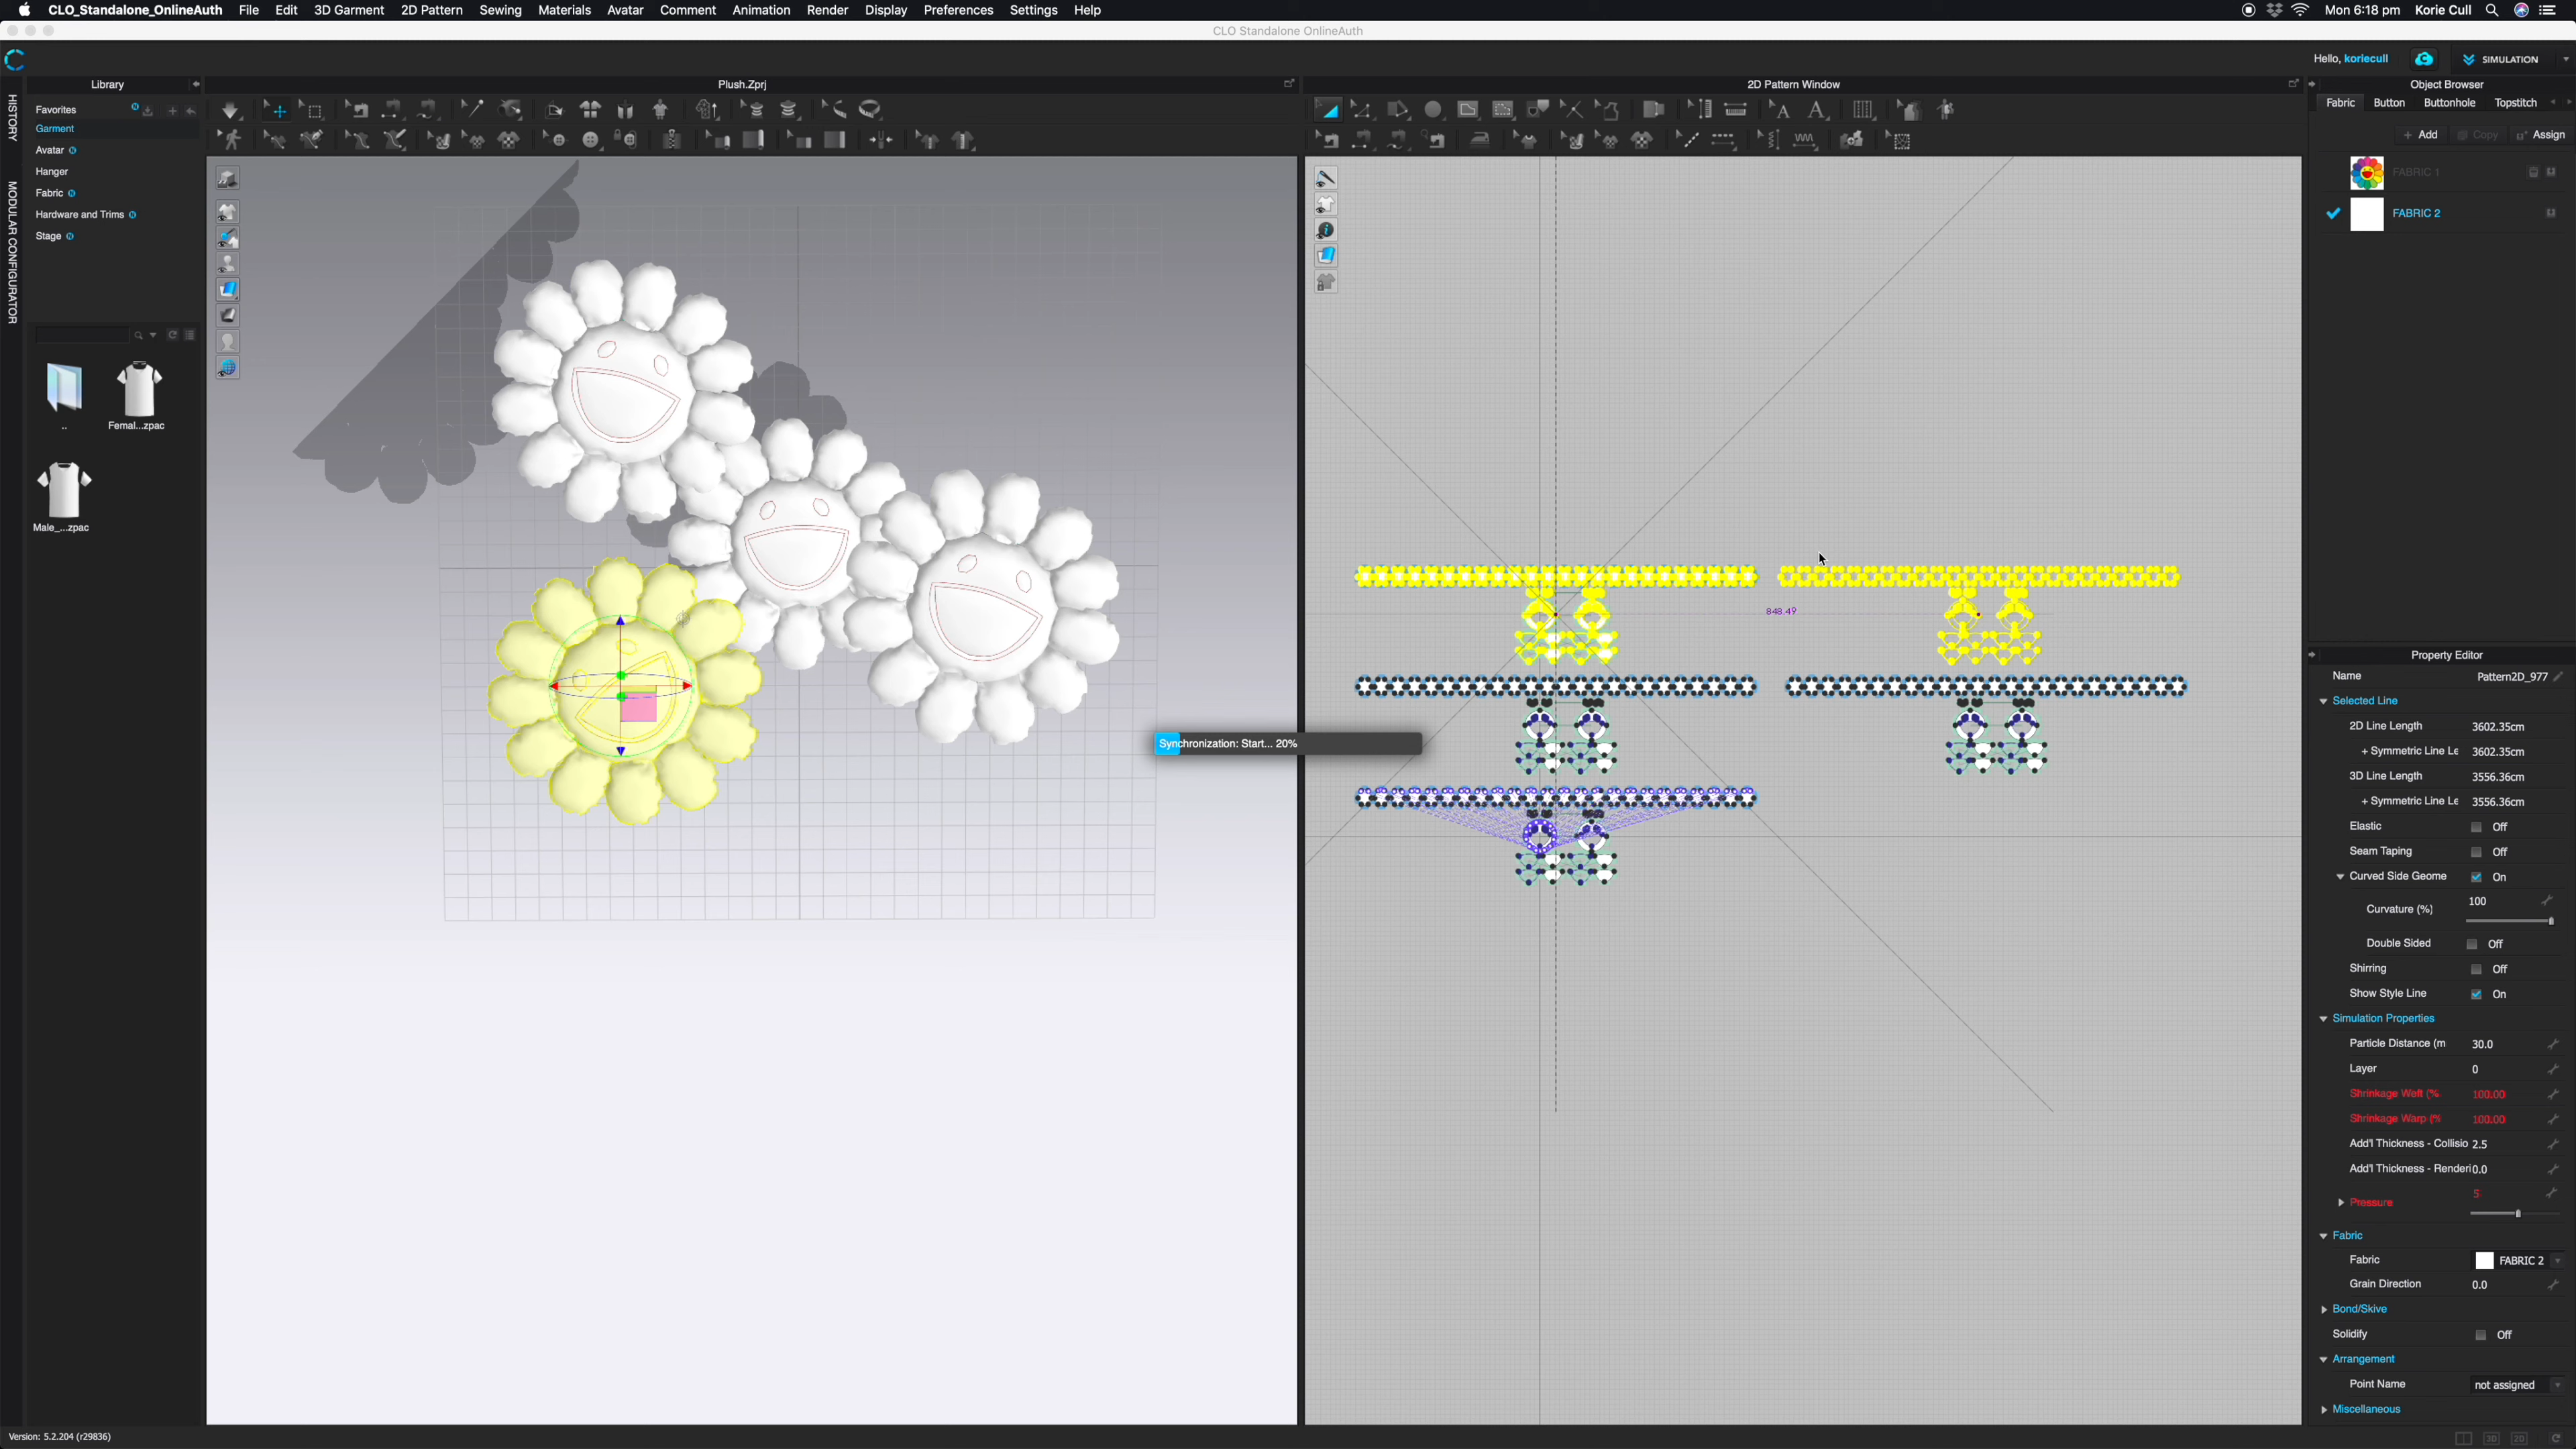 CLO_Standalone_OnlineAuth File Edit 3D Garment 2D Pattern Sewing Materials Avatar Comment Animation Render Display Preferences Settings Help Mon 6:18 pm Korie Cull
CLO Standalone OnlineAuth
Hello, koriecull SIMULATION
Library
Plush.Zprj
2D Pattern Window
Object Browser
HISTORY
MODULAR CONFIGURATOR
Favorites
Garment
Avatar
Hanger
Fabric
Hardware and Trims
Stage
..
Femal...zpac
Male_...zpac
848.49
Synchronization: Start... 20%
Fabric Button Buttonhole Topstitch
+ Add Copy Assign
FABRIC 1
FABRIC 2
Property Editor
Name Pattern2D_977
Selected Line
2D Line Length 3602.35cm
+ Symmetric Line Le 3602.35cm
3D Line Length 3556.36cm
+ Symmetric Line Le 3556.36cm
Elastic Off
Seam Taping Off
Curved Side Geome On
Curvature (%) 100
Double Sided Off
Shirring Off
Show Style Line On
Simulation Properties
Particle Distance (m 30.0
Layer 0
Shrinkage Weft (% 100.00
Shrinkage Warp (% 100.00
Add'l Thickness - Collisio 2.5
Add'l Thickness - Renderi 0.0
Pressure 5
Fabric
Fabric FABRIC 2
Grain Direction 0.0
Bond/Skive
Solidify Off
Arrangement
Point Name not assigned
Miscellaneous
Version: 5.2.204 (r29836)
3D 2D